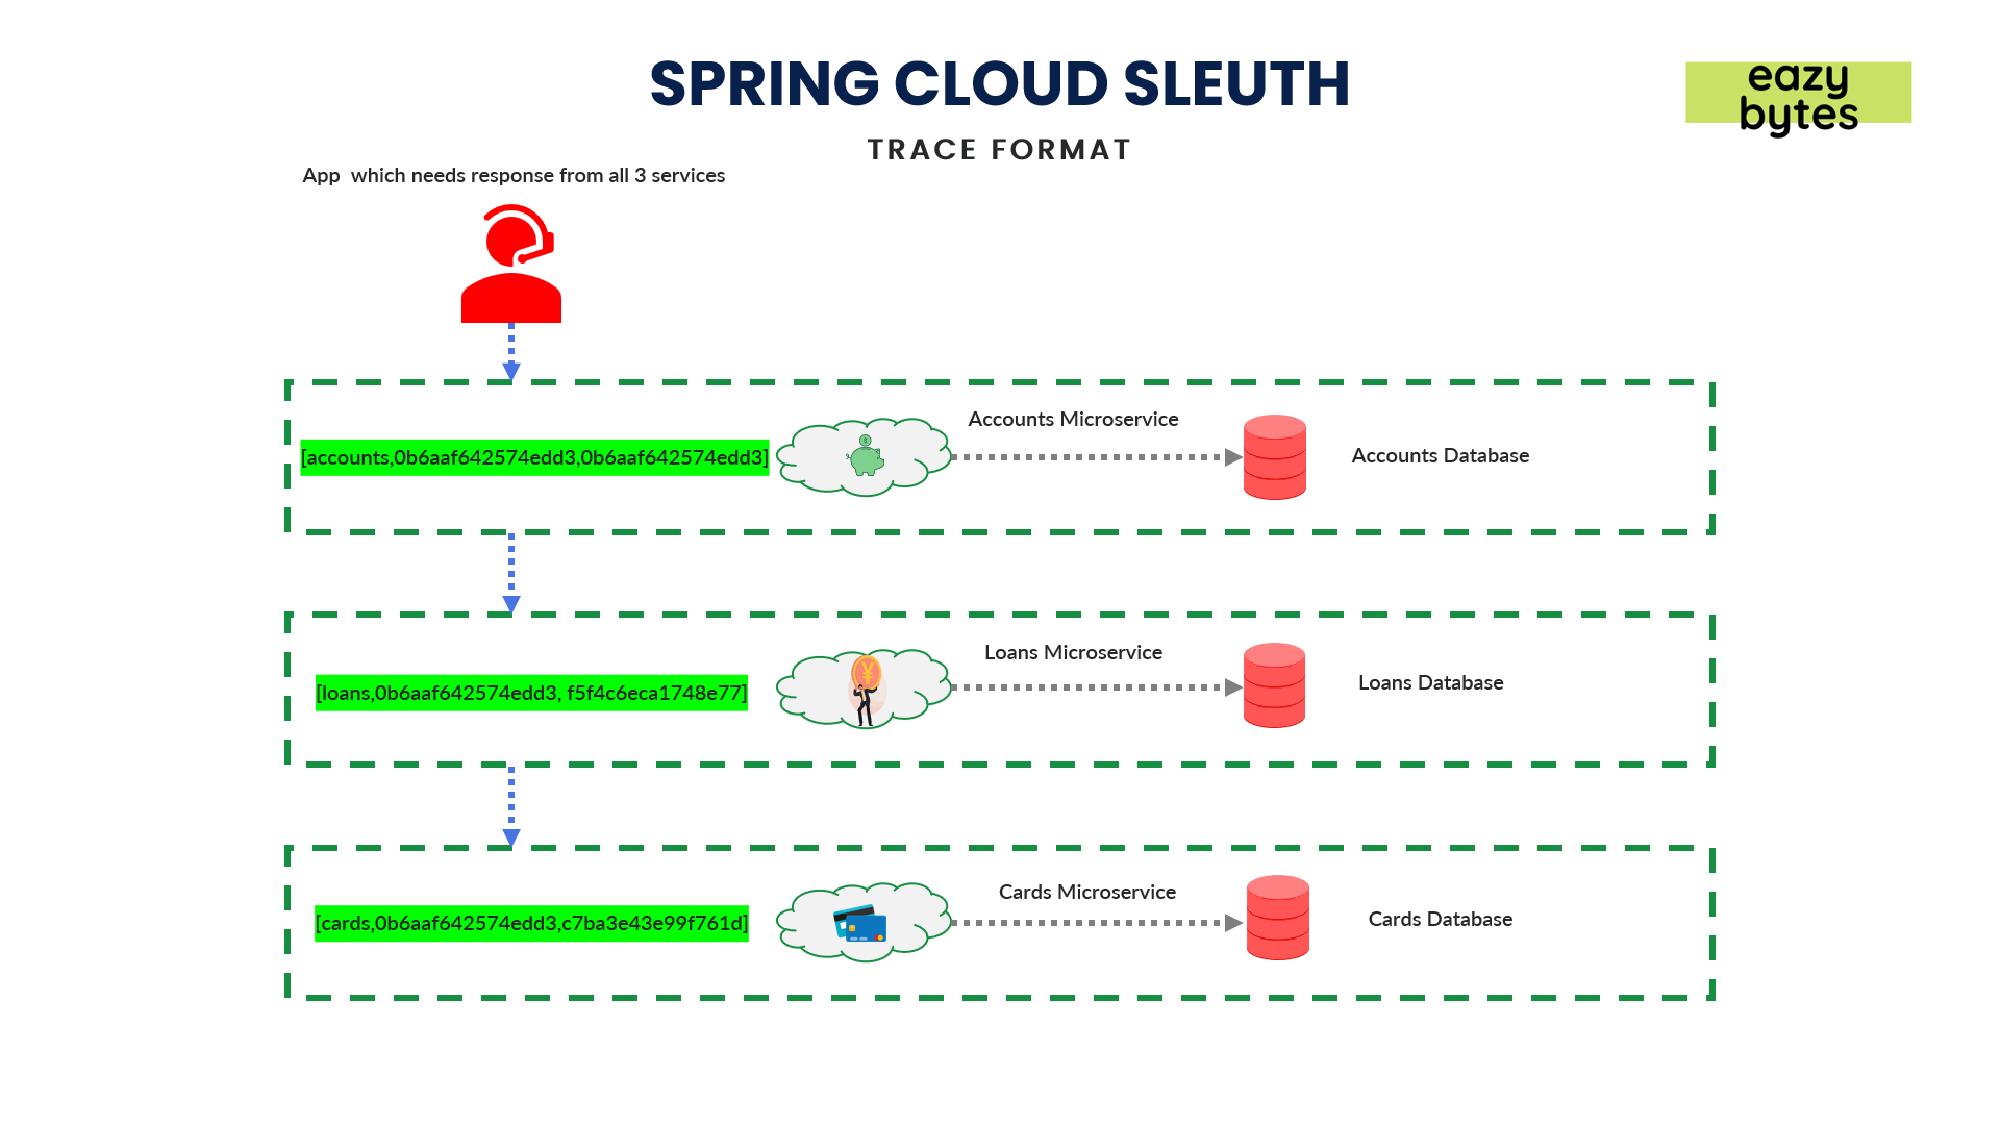 SPRING CLOUD SLEUTH
eazy
bytes
TRACE FORMAT
App  which needs response from all 3 services
Accounts Microservice
[accounts,0b6aaf642574edd3,0b6aaf642574edd3]
Accounts Database
Loans Microservice
[loans,0b6aaf642574edd3, f5f4c6eca1748e77]
Loans Database
Cards Microservice
[cards,0b6aaf642574edd3,c7ba3e43e99f761d]
Cards Database